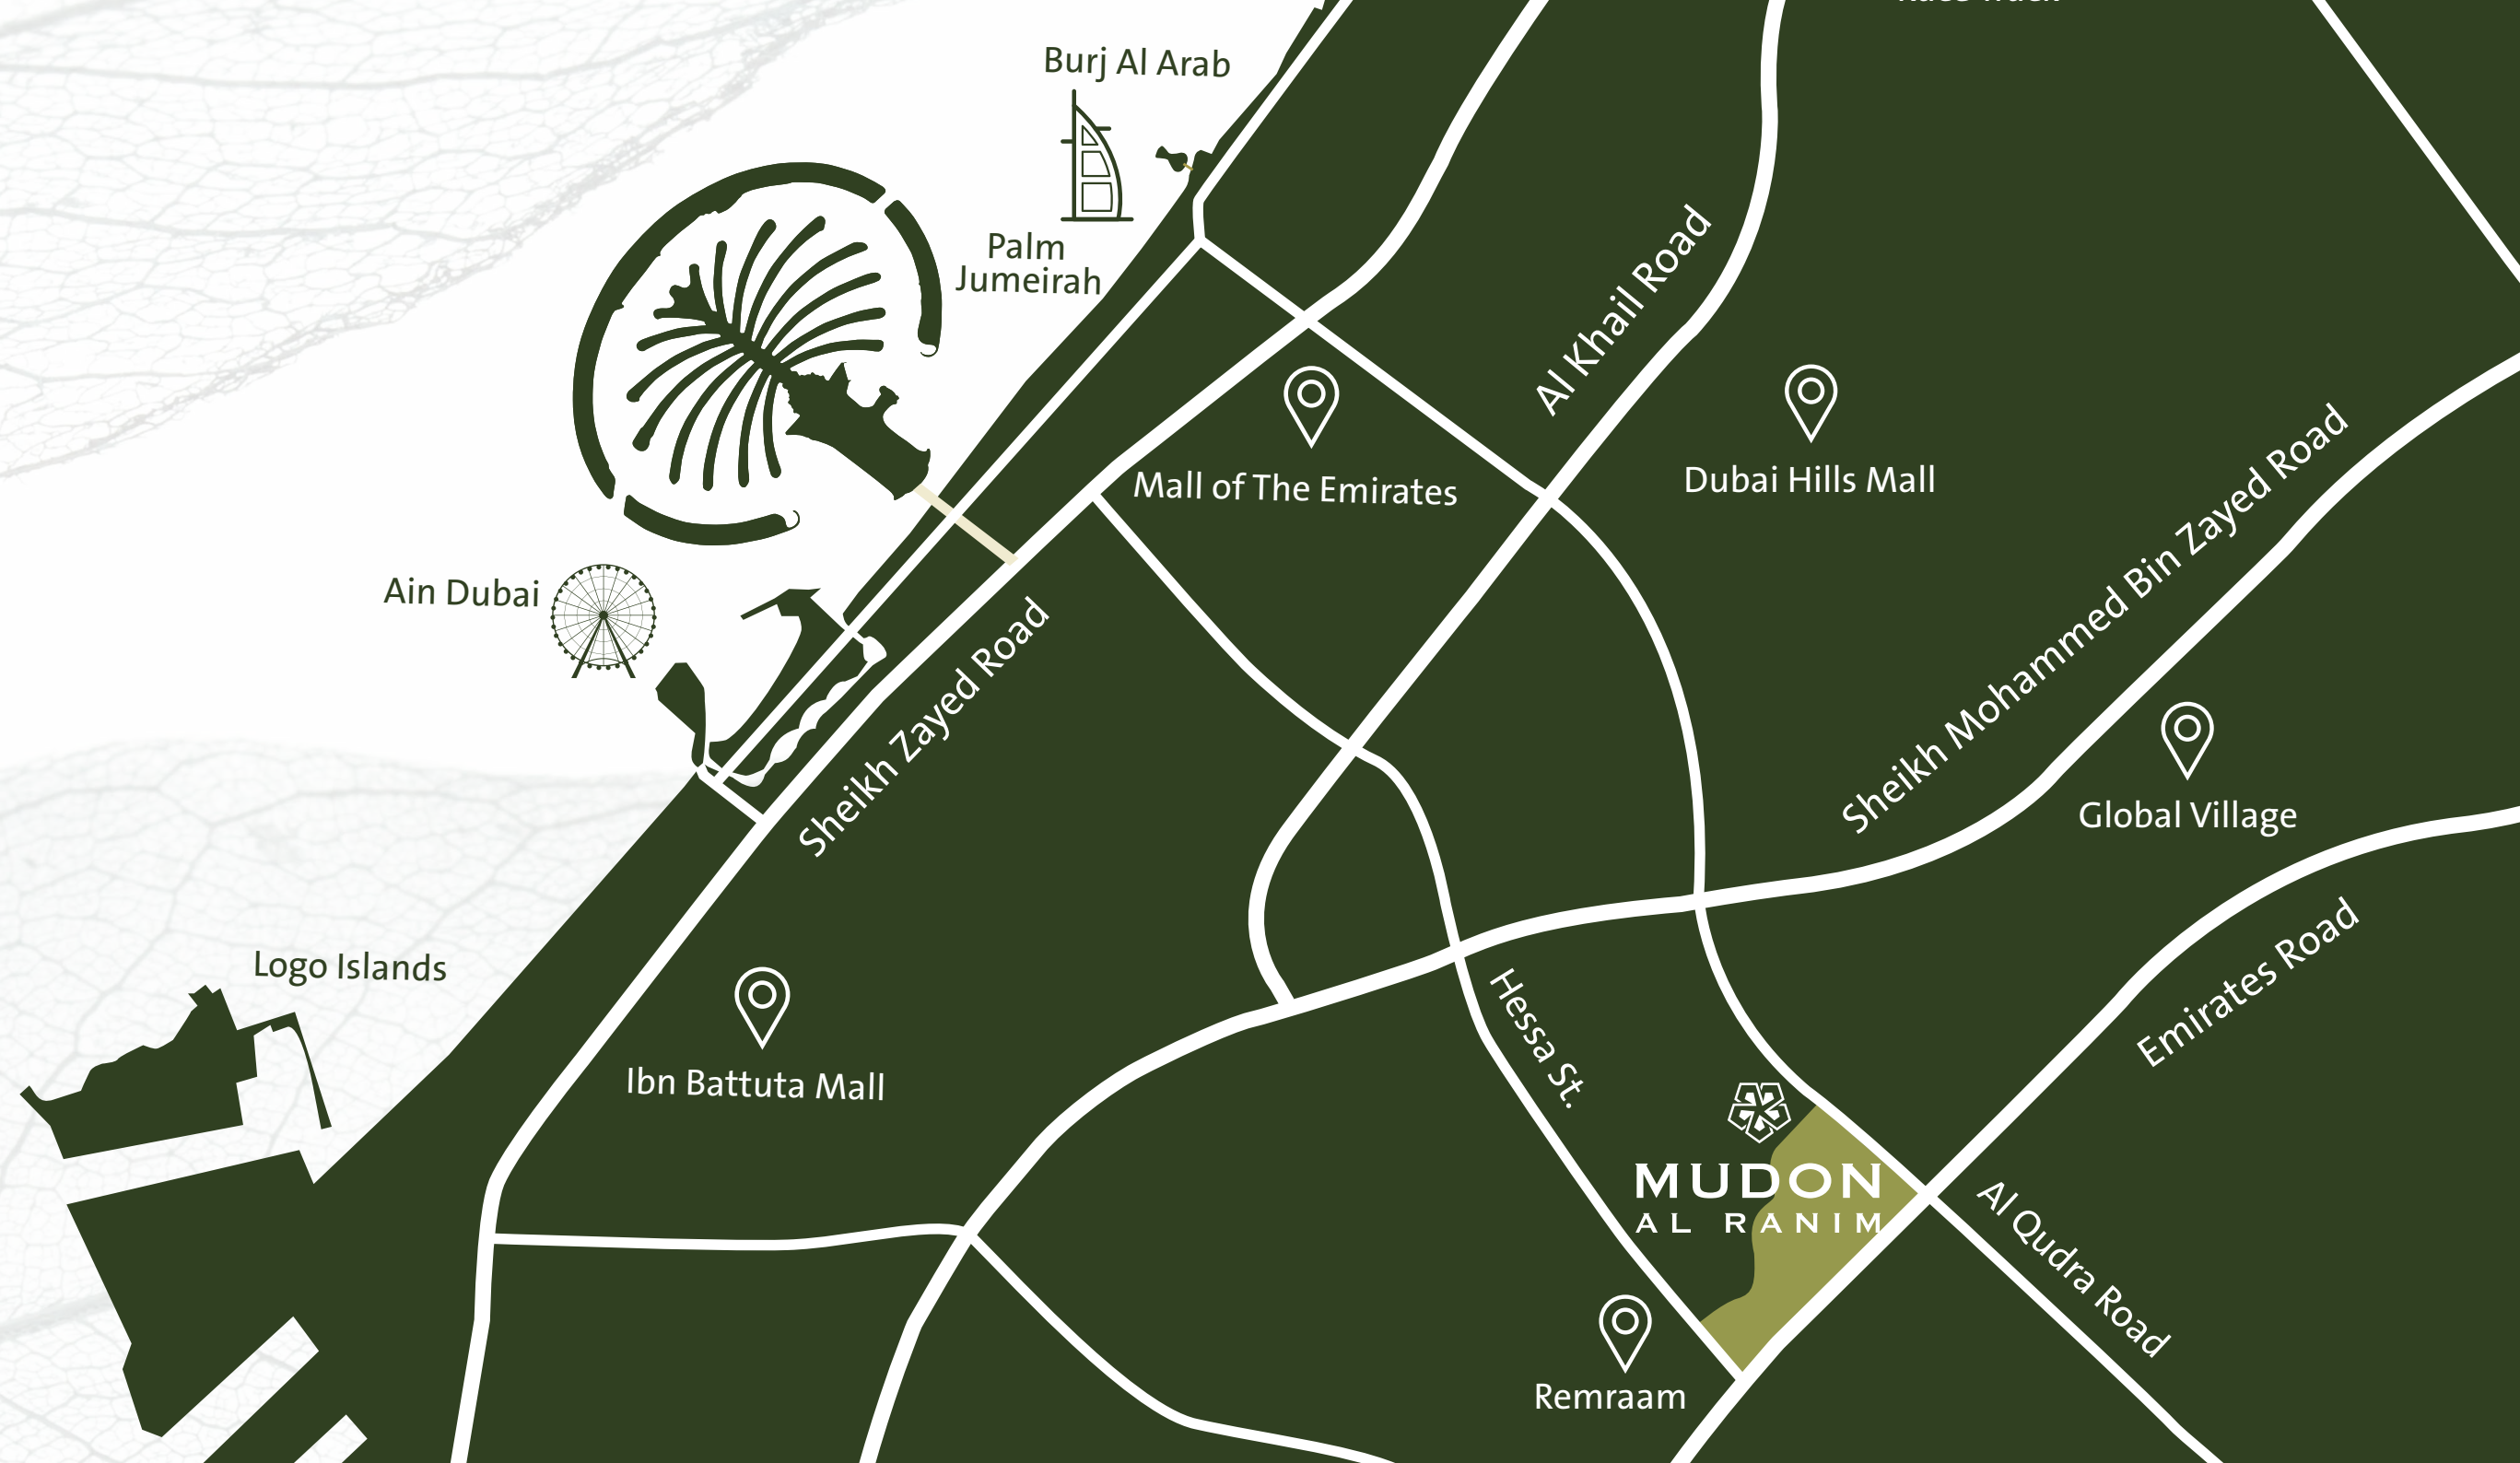 Burj Al Arab
Palm
Jumeirah
Al Khail Road
Mall of The Emirates
Dubai Hills Mall
Ain Dubai
Sheikh Zayed Road
Sheikh Mohammed Bin Zayed Road
Global Village
Logo Islands
Ibn Battuta Mall
Hessa St.
Emirates Road
MUDON
AL RANIM
Al Qudra Road
Remraam